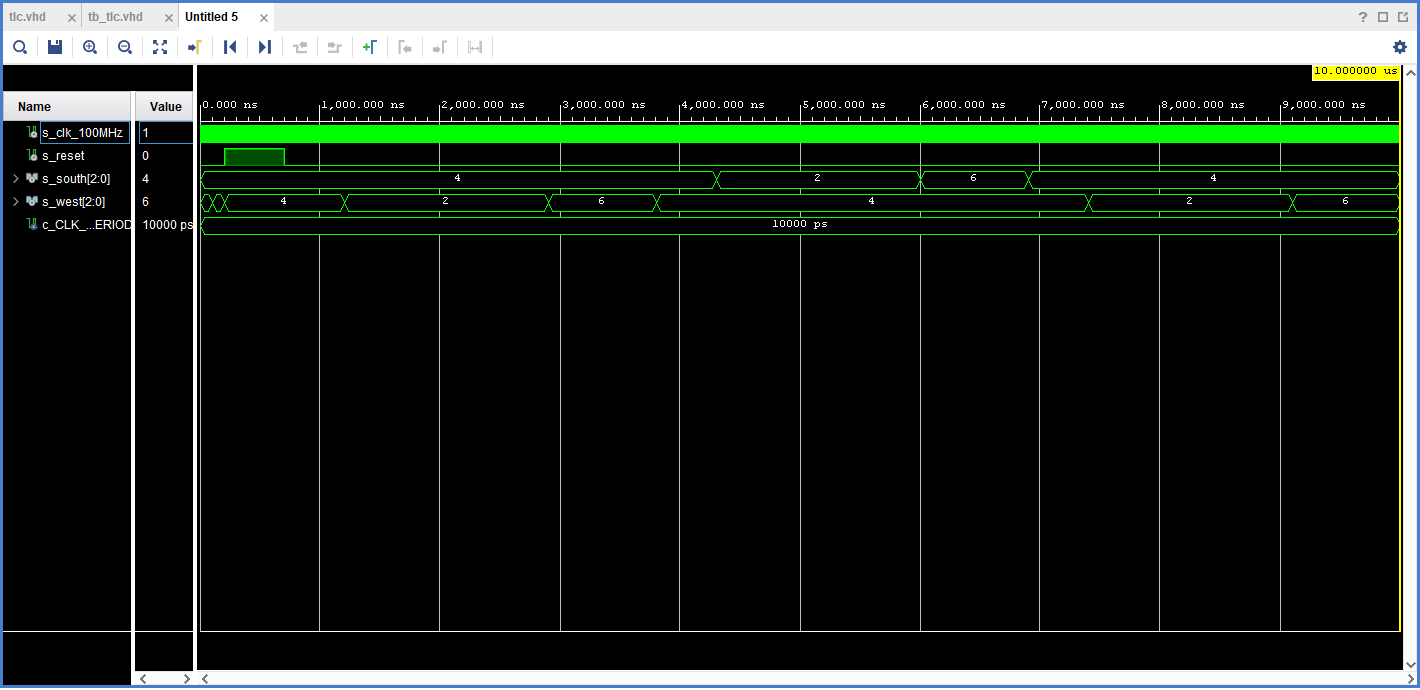 tlc.vhd × tb_tlc.vhd × Untitled 5 ×
?
10.000000 us
Name Value 0.000 ns 1,000.000 ns 2,000.000 ns 3,000.000 ns 4,000.000 ns 5,000.000 ns 6,000.000 ns 7,000.000 ns 8,000.000 ns 9,000.000 ns
s_clk_100MHz 1
s_reset 0
s_south[2:0] 4 4 2 6 4
s_west[2:0] 6 4 2 6 4 2 6
c_CLK_...ERIOD 10000 ps 10000 ps